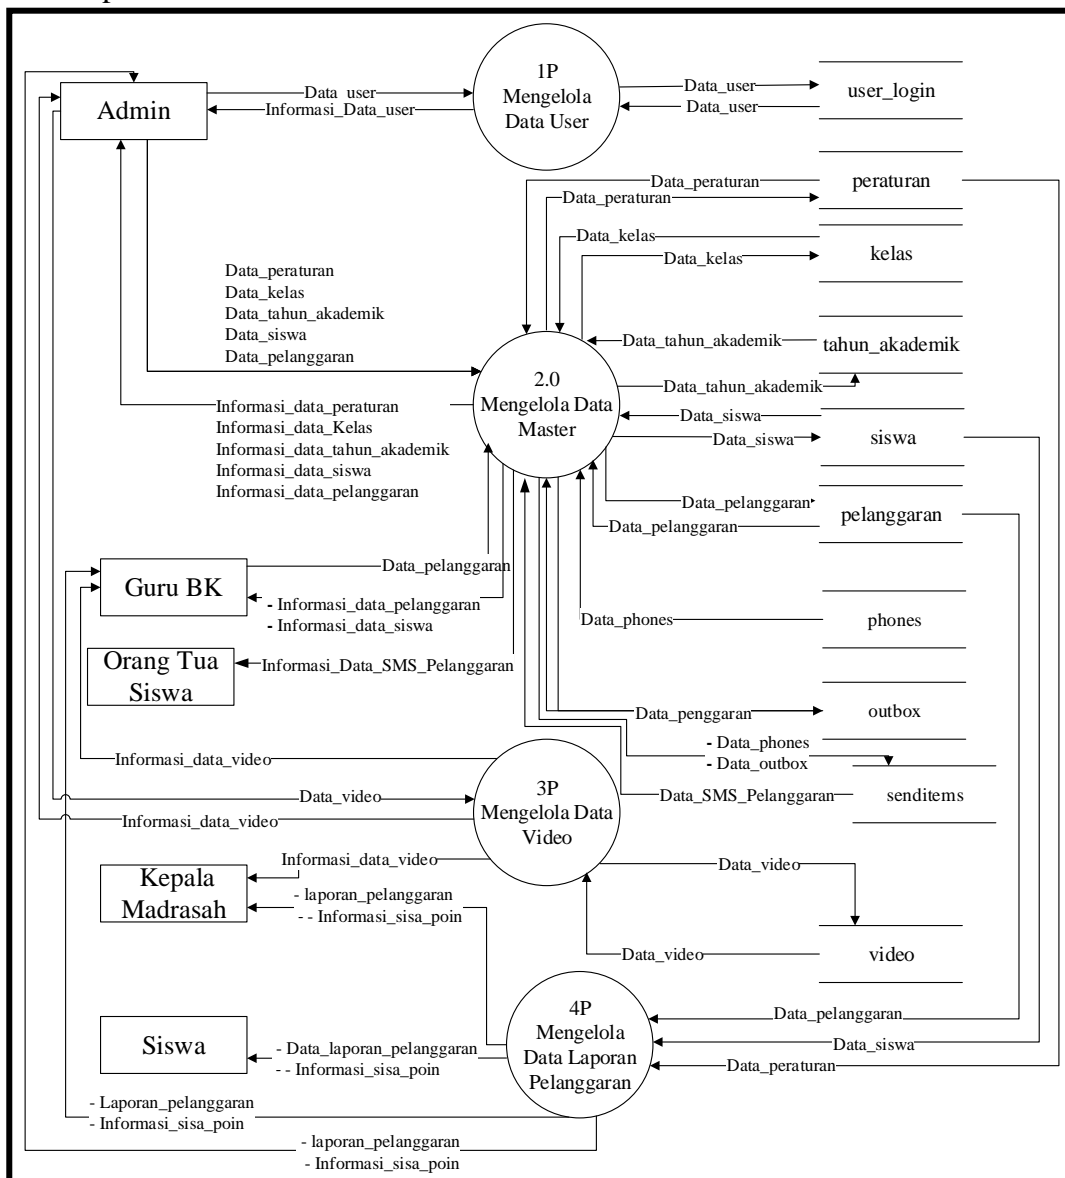 1P
Mengelola
Data User
Admin
Data_user
Informasi_Data_user
Data_user
Data_user
user_login
Data_peraturan
Data_peraturan
peraturan
Data_kelas
Data_kelas
kelas
Data_peraturan
Data_kelas
Data_tahun_akademik
Data_siswa
Data_pelanggaran
Data_tahun_akademik
Data_tahun_akademik
tahun_akademik
2.0
Mengelola Data
Master
Informasi_data_peraturan
Informasi_data_Kelas
Informasi_data_tahun_akademik
Informasi_data_siswa
Informasi_data_pelanggaran
Data_siswa
Data_siswa
siswa
Data_pelanggaran
Data_pelanggaran
pelanggaran
Guru BK
Data_pelanggaran
- Informasi_data_pelanggaran
- Informasi_data_siswa
Data_phones
phones
Orang Tua
Siswa
Informasi_Data_SMS_Pelanggaran
Data_penggaran
outbox
- Data_phones
- Data_outbox
Informasi_data_video
Data_video
Informasi_data_video
3P
Mengelola Data
Video
Data_SMS_Pelanggaran
senditems
Kepala
Madrasah
Informasi_data_video
- laporan_pelanggaran
- - Informasi_sisa_poin
Data_video
Data_video
video
4P
Mengelola
Data Laporan
Pelanggaran
Data_pelanggaran
Data_siswa
Data_peraturan
Siswa
- Data_laporan_pelanggaran
- - Informasi_sisa_poin
- Laporan_pelanggaran
- Informasi_sisa_poin
- laporan_pelanggaran
- Informasi_sisa_poin